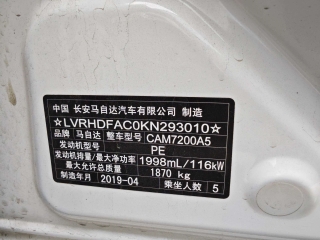 中国 长安马自达汽车有限公司 制造
☆LVRHDFAC0KN293010☆
品牌 马自达 整车型号 CAM7200A5
发动机型号 PE
发动机排量/最大净功率 1998mL/116kW
最大允许总质量 1870 kg
制造年月 2019-04 乘坐人数 5